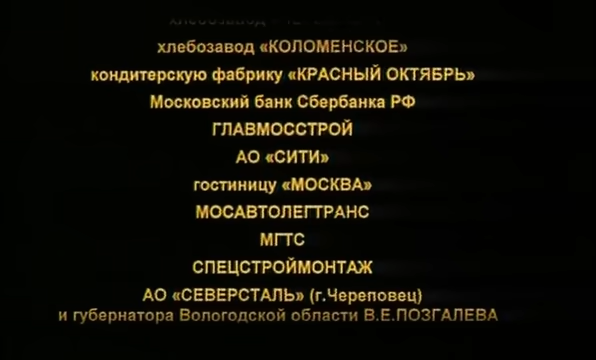 хлебозавод
хлебозавод «КОЛОМЕНСКОЕ»
кондитерскую фабрику «КРАСНЫЙ ОКТЯБРЬ»
Московский банк Сбербанка РФ
ГЛАВМОССТРОЙ
АО «СИТИ»
гостиницу «МОСКВА»
МОСАВТОЛЕГТРАНС
МГТС
СПЕЦСТРОЙМОНТАЖ
АО «СЕВЕРСТАЛЬ» (г.Череповец)
и губернатора Вологодской области В.Е.ПОЗГАЛЕВА